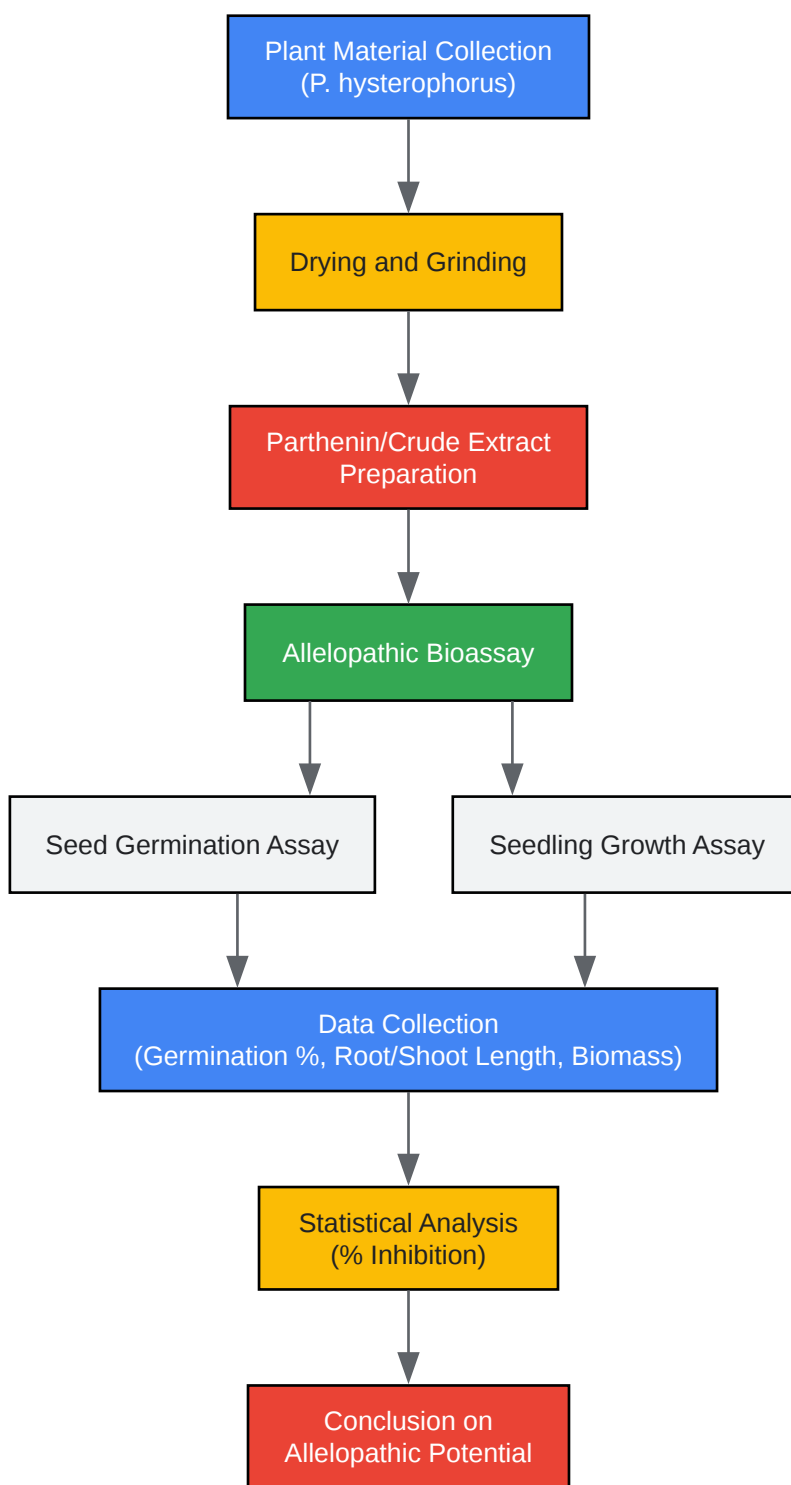 Plant Material Collection
(P. hysterophorus)
Drying and Grinding
Parthenin/Crude Extract
Preparation
Allelopathic Bioassay
Seed Germination Assay
Seedling Growth Assay
Data Collection
(Germination %, Root/Shoot Length, Biomass)
Statistical Analysis
(% Inhibition)
Conclusion on
Allelopathic Potential